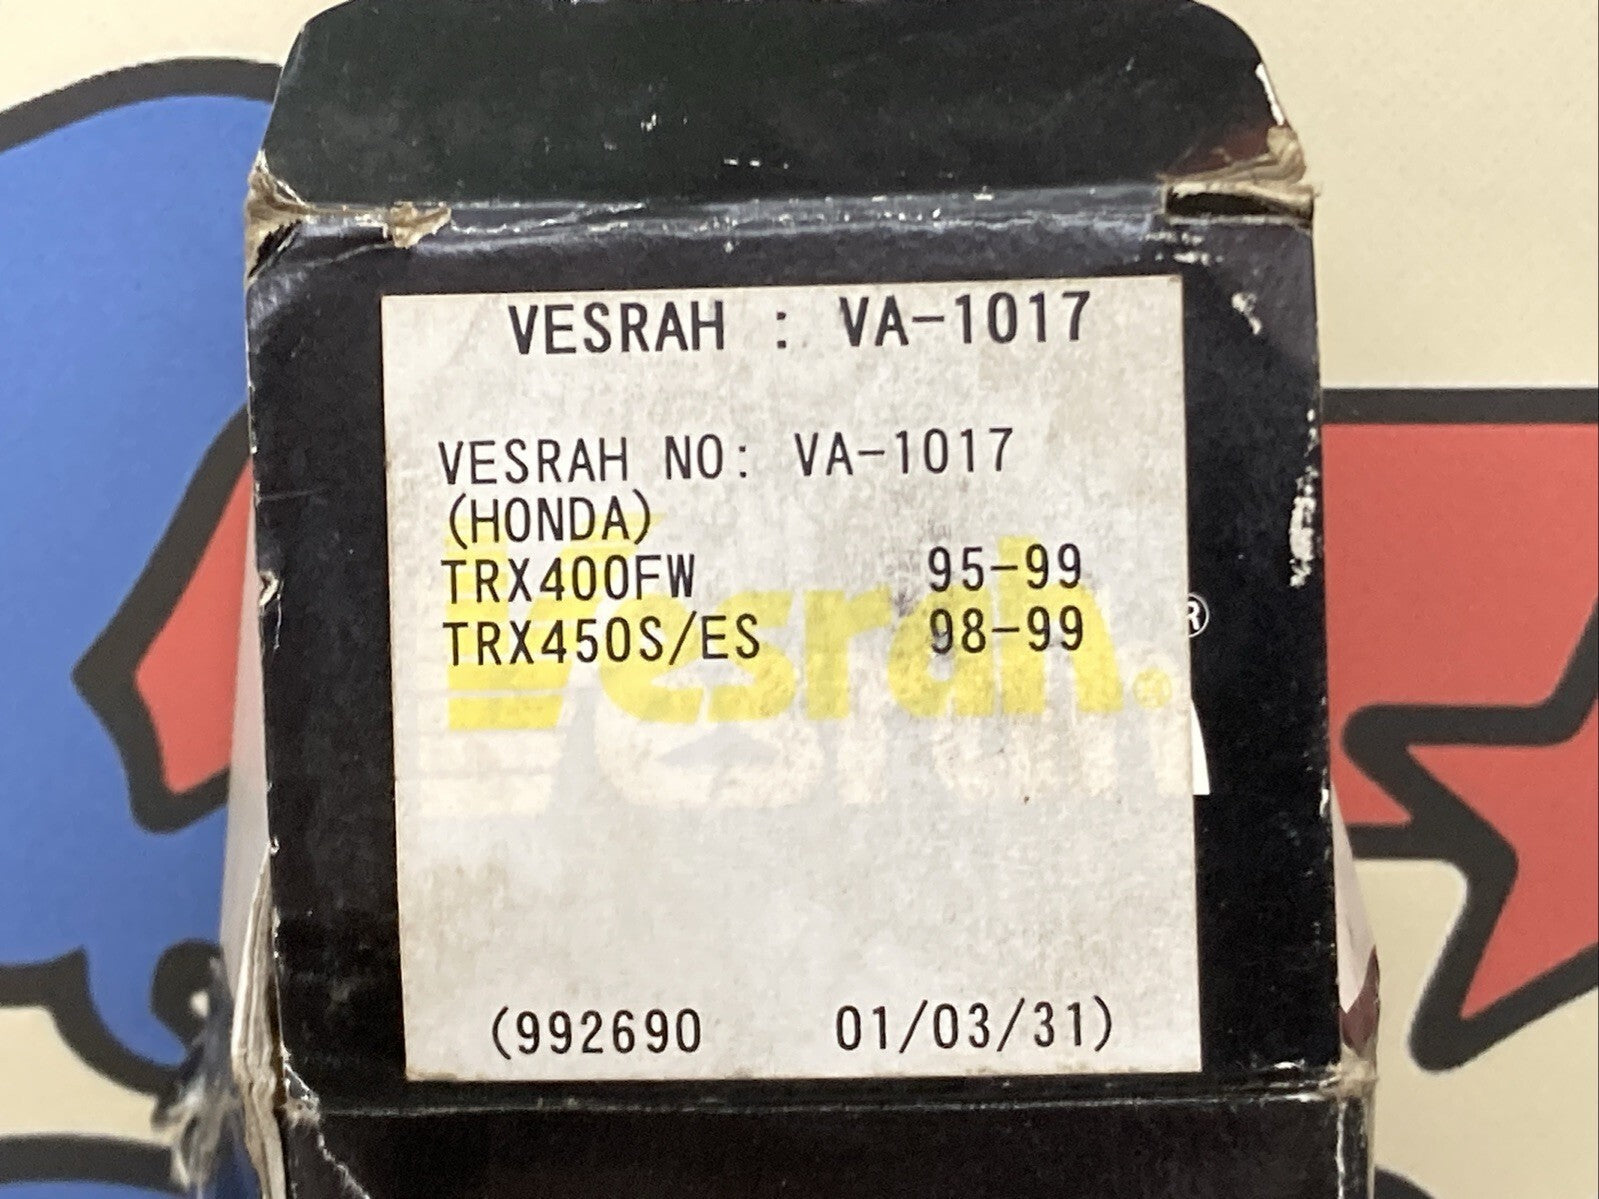 VESRAH : VA-1017
VESRAH NO: VA-1017
(HONDA)
TRX400FW 95-99
TRX450S/ES 98-99
Vesrah®
(992690 01/03/31)